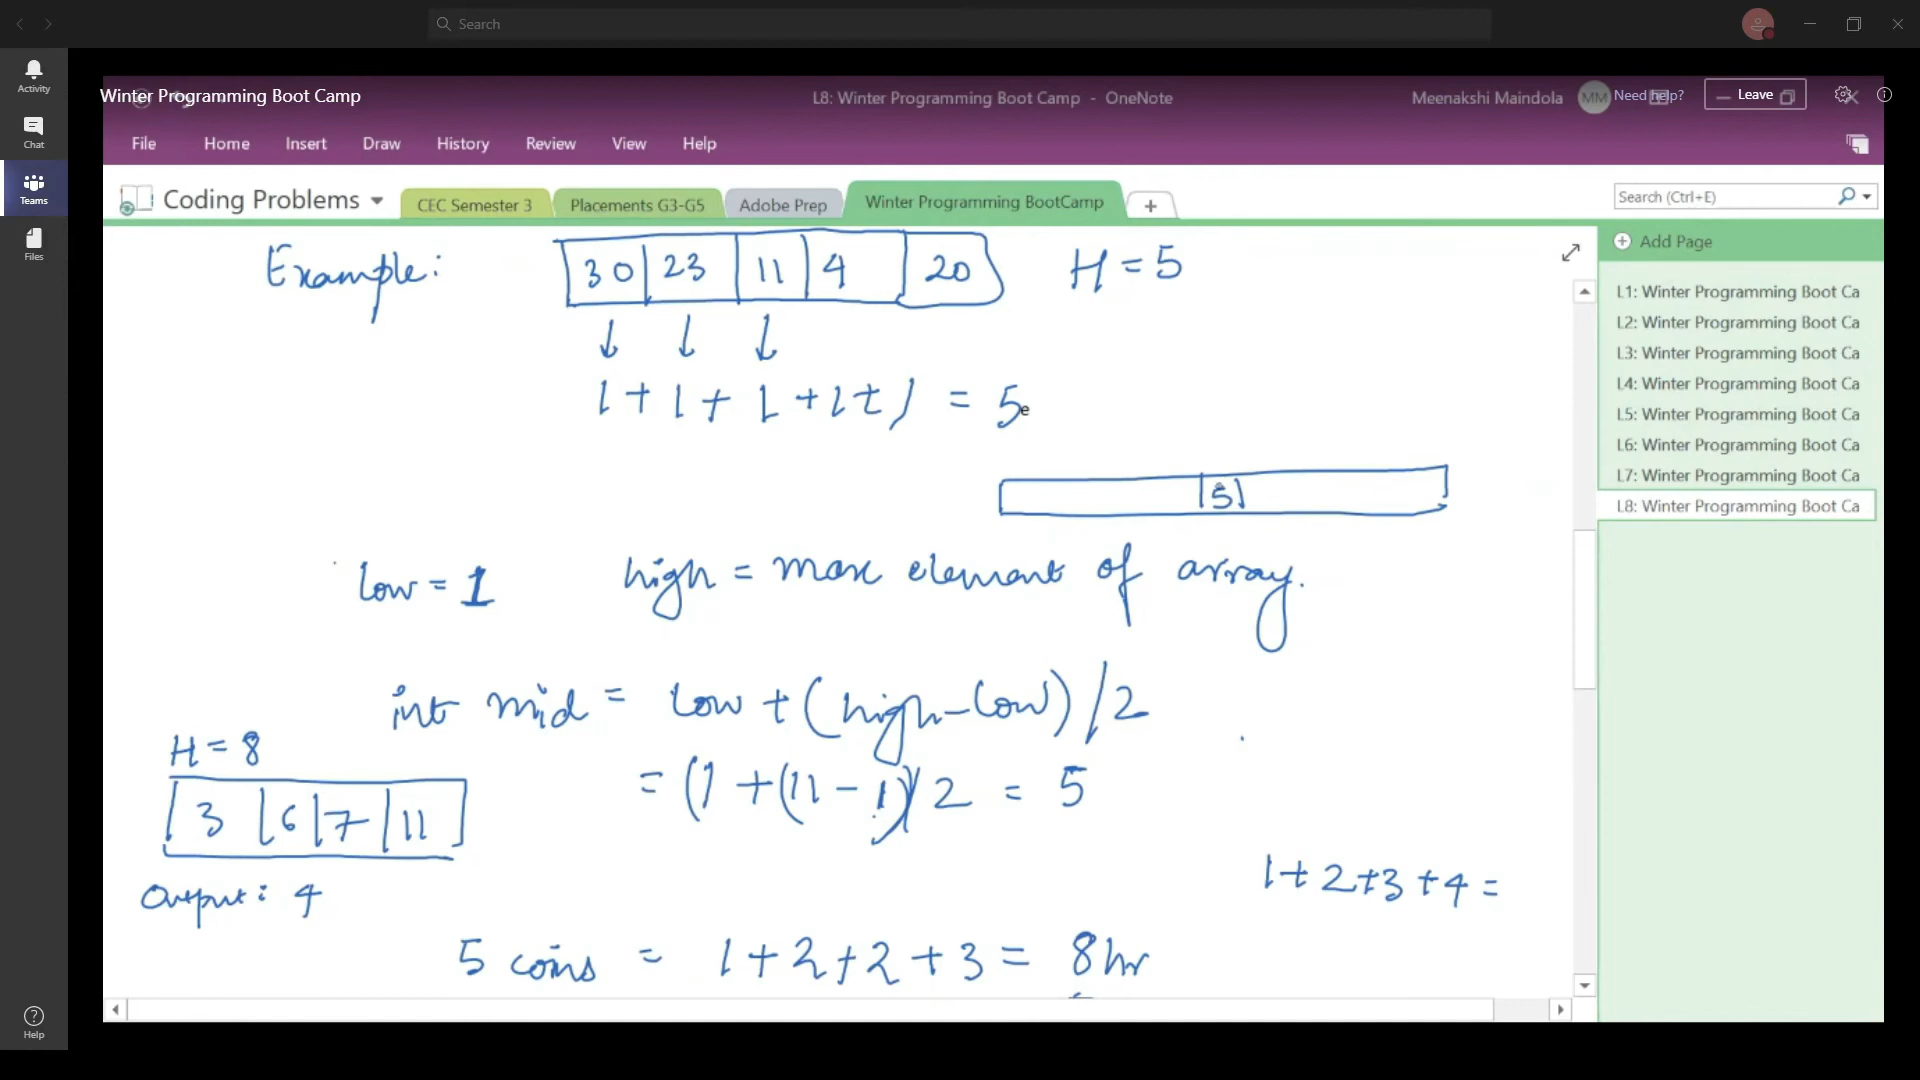 Search
Activity
Chat
Teams
Files
Help
Winter Programming Boot Camp
L8: Winter Programming Boot Camp - OneNote
Meenakshi Maindola
MM
Need help?
Leave
File Home Insert Draw History Review View Help
Coding Problems
CEC Semester 3
Placements G3-G5
Adobe Prep
Winter Programming BootCamp
+
Search (Ctrl+E)
Add Page
L1: Winter Programming Boot Ca
L2: Winter Programming Boot Ca
L3: Winter Programming Boot Ca
L4: Winter Programming Boot Ca
L5: Winter Programming Boot Ca
L6: Winter Programming Boot Ca
L7: Winter Programming Boot Ca
L8: Winter Programming Boot Ca
Example: 30 23 11 4 20 H = 5
1 + 1 + 1 + 1 + 1 = 5
5
low = 1 high = max element of array.
int mid = low + (high - low) / 2
= (1 + (11 - 1)) / 2 = 5
H = 8
3 6 7 11
Output: 4
1 + 2 + 3 + 4 =
5 coins = 1 + 2 + 2 + 3 = 8 hr